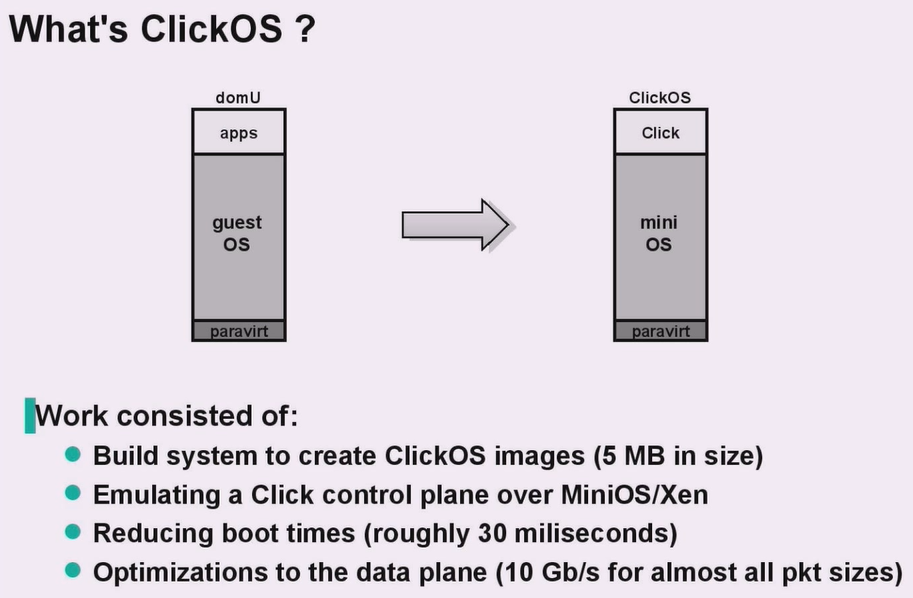 What's ClickOS ?
domU
apps
guest
OS
paravirt
ClickOS
Click
mini
OS
paravirt
Work consisted of:
Build system to create ClickOS images (5 MB in size)
Emulating a Click control plane over MiniOS/Xen
Reducing boot times (roughly 30 miliseconds)
Optimizations to the data plane (10 Gb/s for almost all pkt sizes)